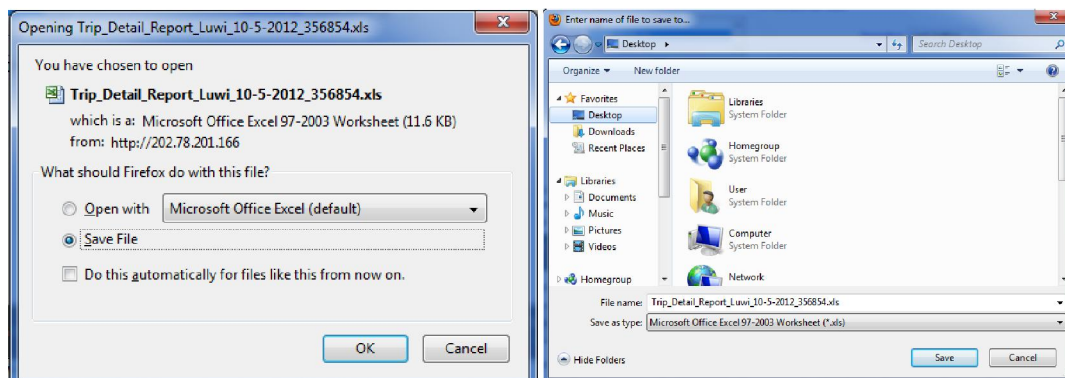 Opening Trip_Detail_Report_Luwi_10-5-2012_356854.xls
You have chosen to open
Trip_Detail_Report_Luwi_10-5-2012_356854.xls
which is a: Microsoft Office Excel 97-2003 Worksheet (11.6 KB)
from: http://202.78.201.166
What should Firefox do with this file?
Open with
Microsoft Office Excel (default)
Save File
Do this automatically for files like this from now on.
OK
Cancel
Enter name of file to save to...
Desktop
Search Desktop
Organize
New folder
Favorites
Desktop
Downloads
Recent Places
Libraries
Documents
Music
Pictures
Videos
Homegroup
Libraries
System Folder
Homegroup
System Folder
User
System Folder
Computer
System Folder
Network
File name: Trip_Detail_Report_Luwi_10-5-2012_356854.xls
Save as type: Microsoft Office Excel 97-2003 Worksheet (*.xls)
Hide Folders
Save
Cancel